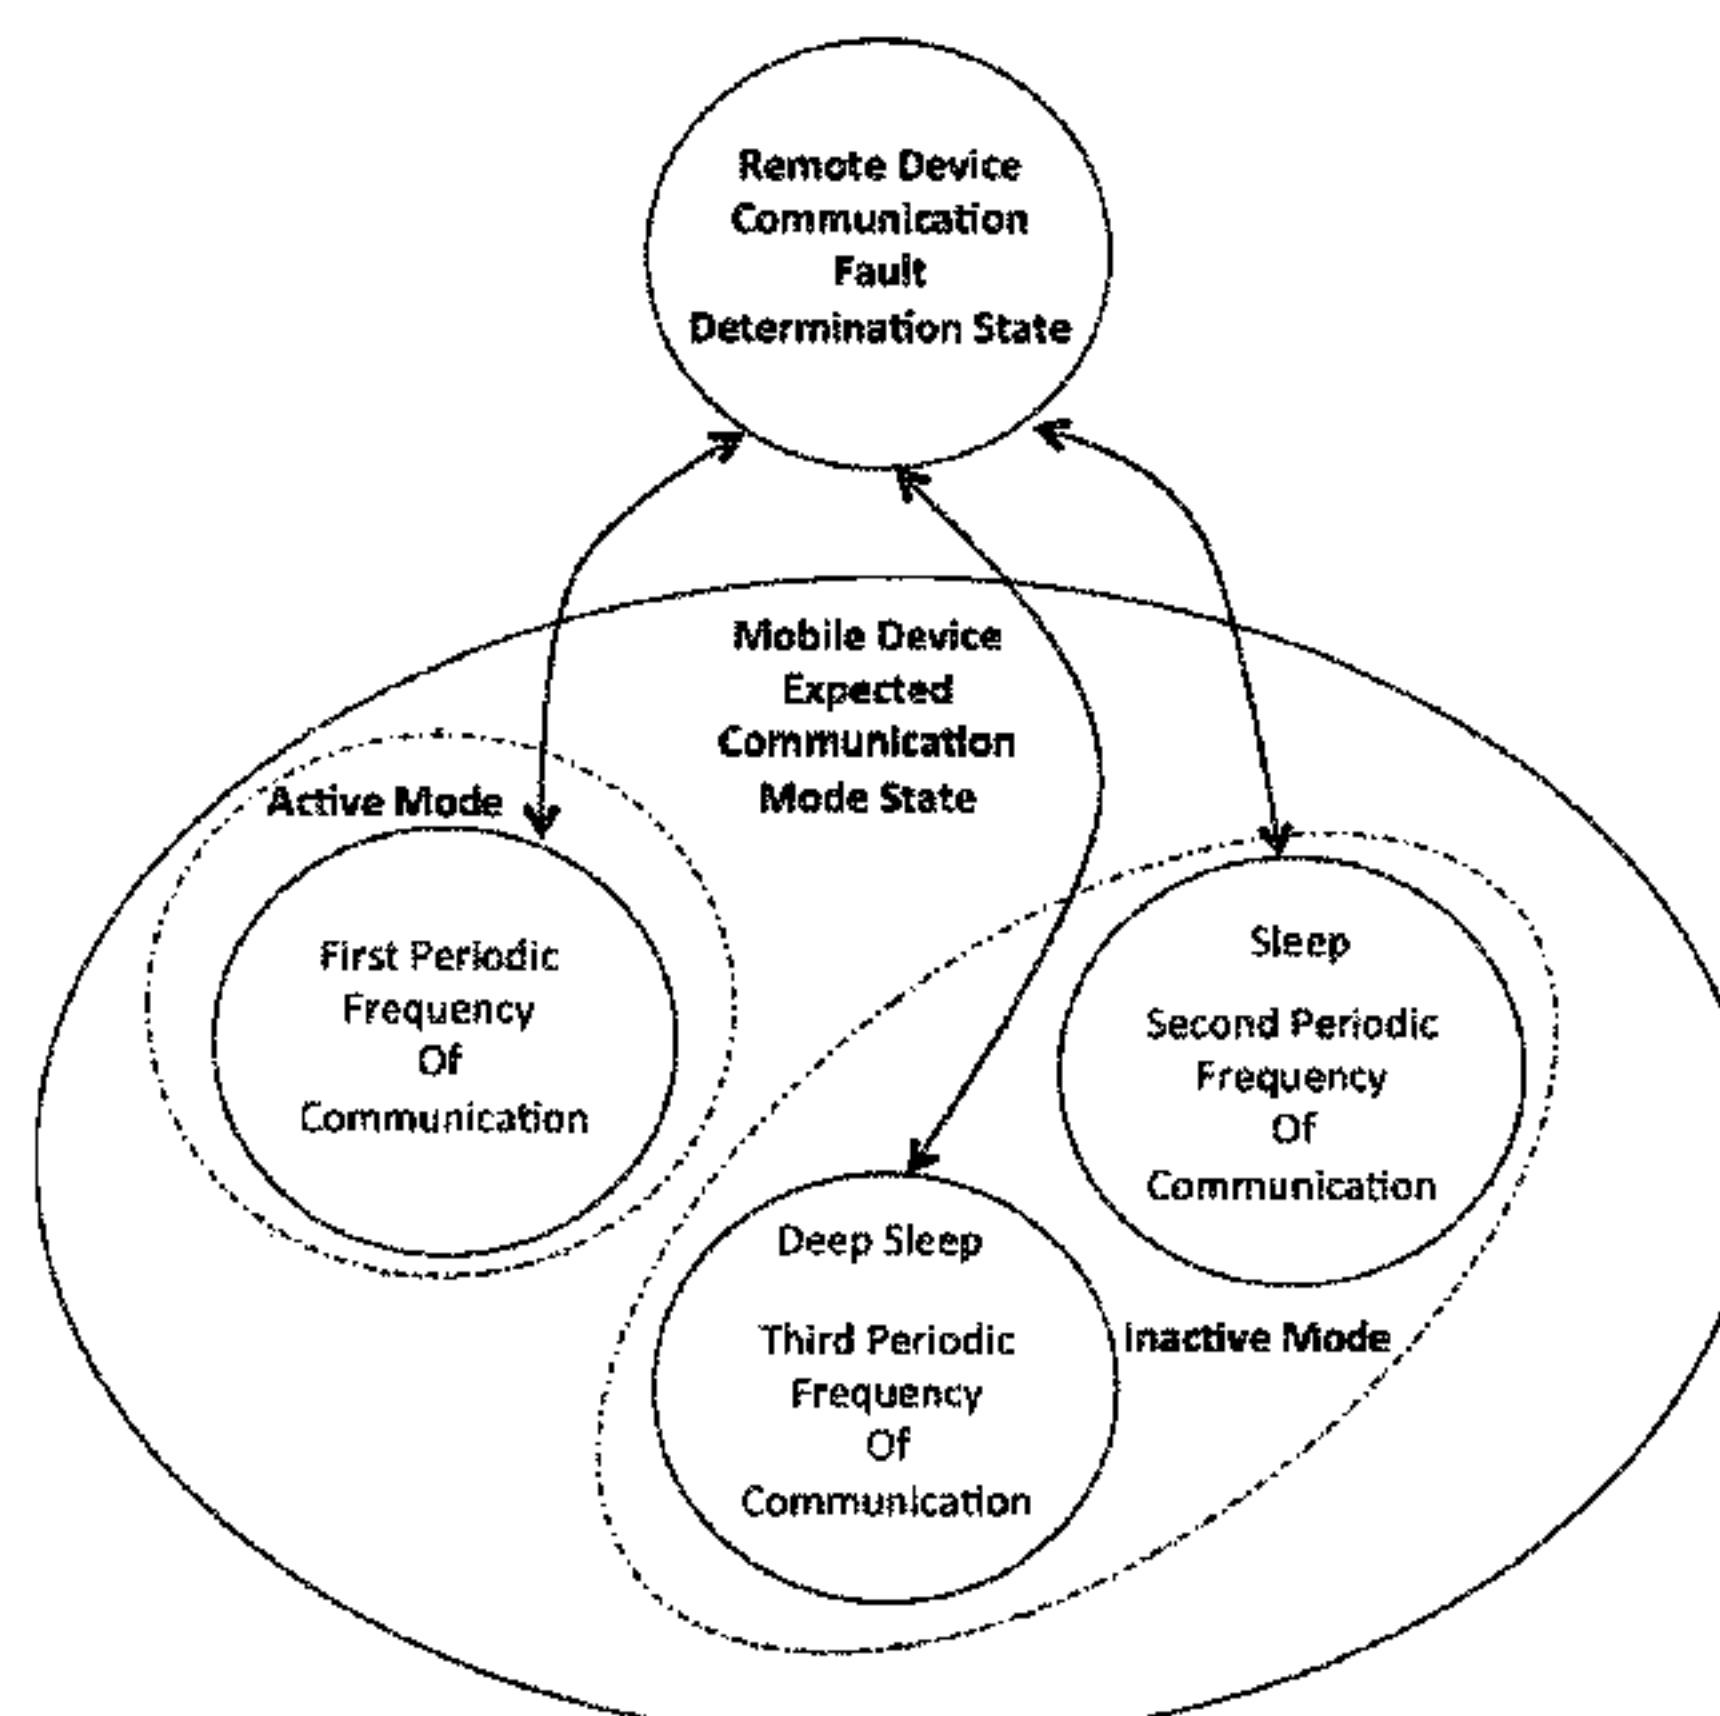 Remote Device
Communication
Fault
Determination State
Mobile Device
Expected
Communication
Mode State
Active Mode
First Periodic
Frequency
Of
Communication
Sleep
Second Periodic
Frequency
Of
Communication
Deep Sleep
Third Periodic
Frequency
Of
Communication
Inactive Mode